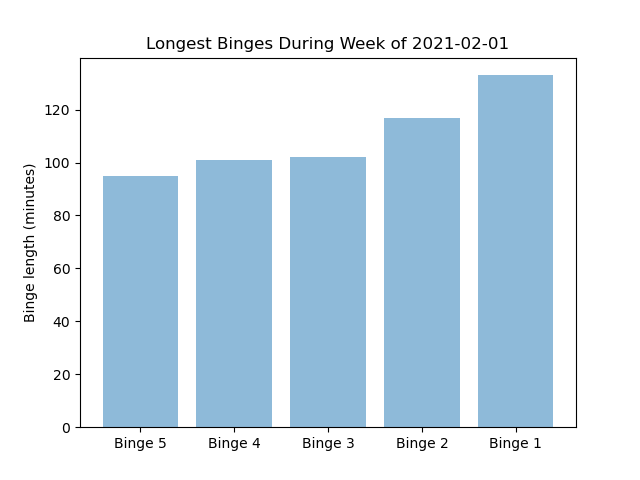 Longest Binges During Week of 2021-02-01
Binge length (minutes)
120
100
80
60
40
20
0
Binge 5
Binge 4
Binge 3
Binge 2
Binge 1